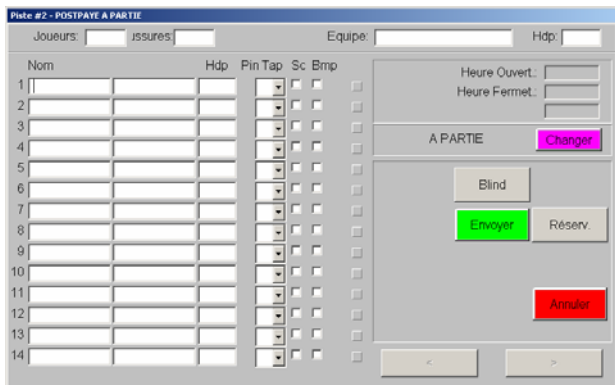 Piste #2 - POSTPAYE A PARTIE
Joueurs: ussures: Equipe: Hdp:
Nom Hdp Pin Tap Sc Bmp
1
2
3
4
5
6
7
8
9
10
11
12
13
14
Heure Ouvert.:
Heure Fermet.:
A PARTIE Changer
Blind
Envoyer Réserv.
Annuler
< >